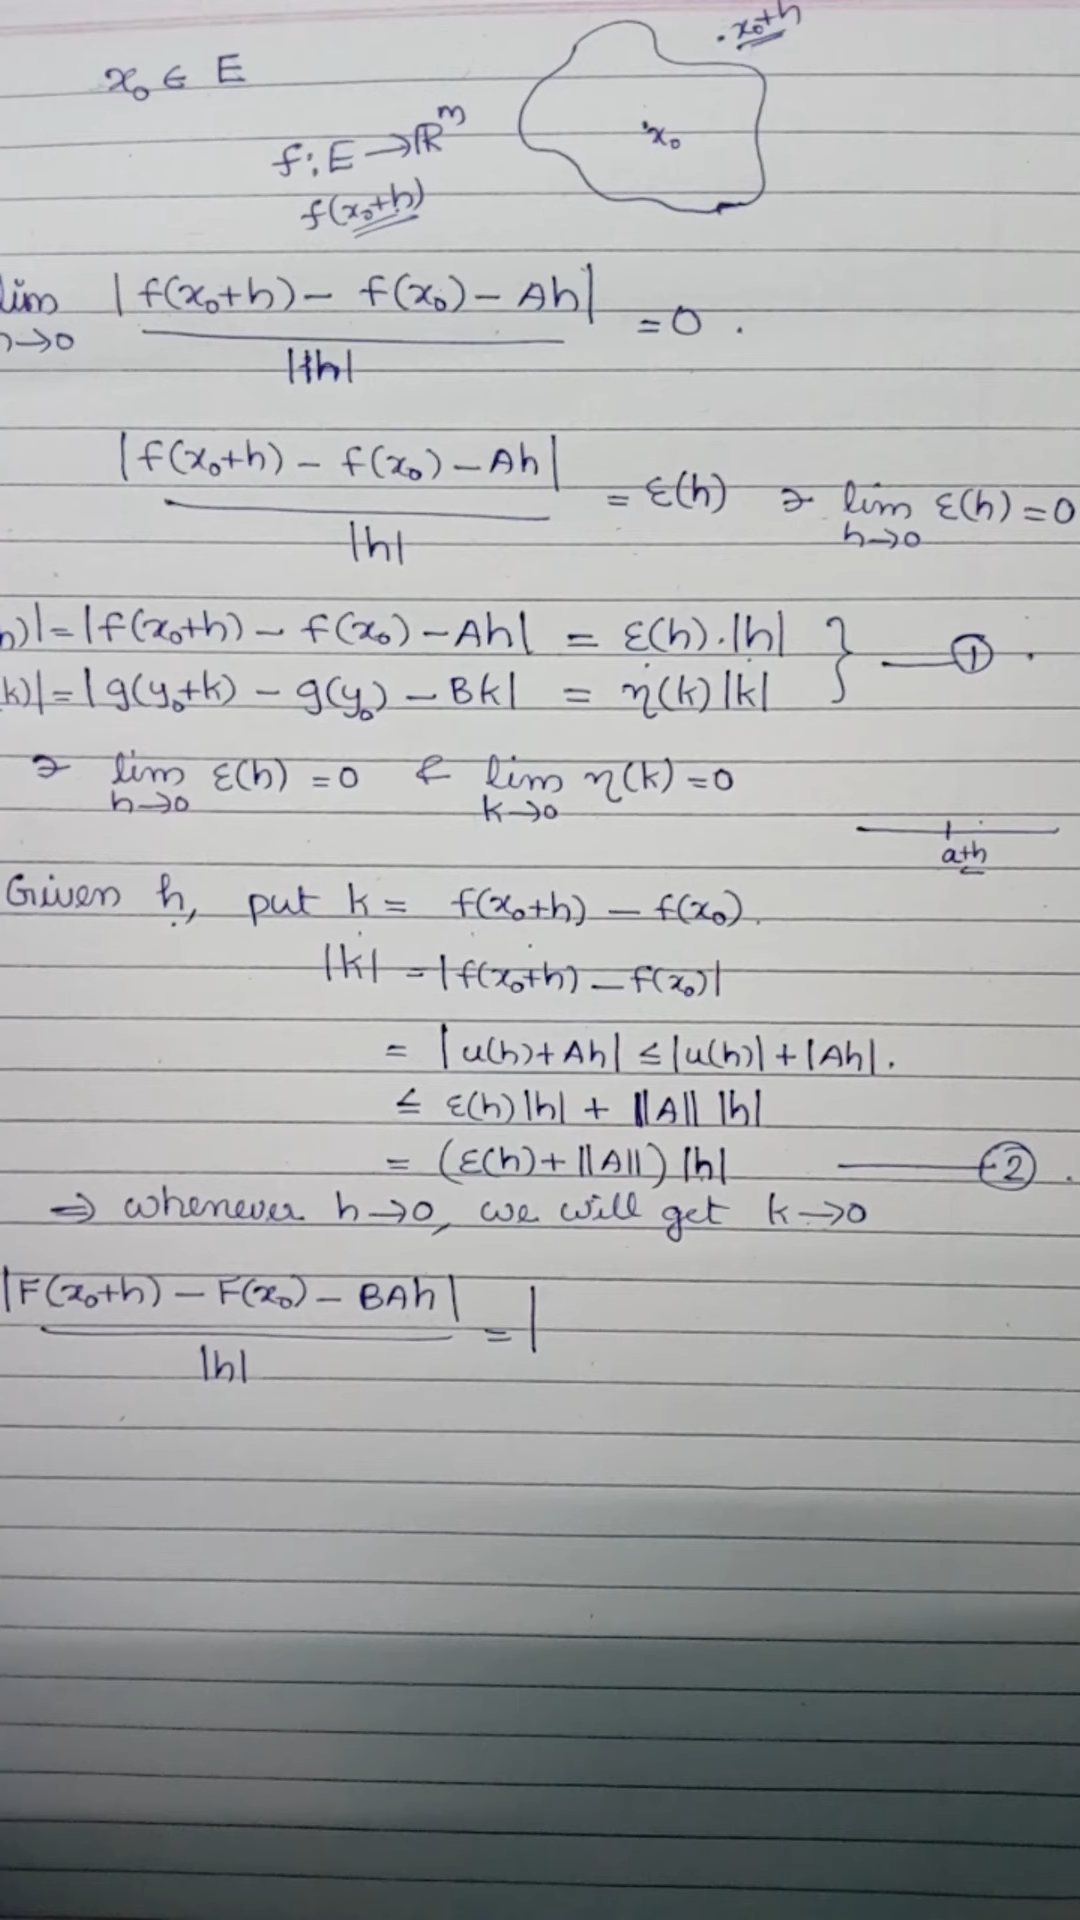 x₀ ∈ E
. x₀+h
f: E → ℝᵐ
.x₀
f(x₀+h)
lim h→0 |f(x₀+h) – f(x₀) – Ah| / |h| = 0 .
|f(x₀+h) – f(x₀) – Ah| / |h| = ε(h) ∋ lim h→0 ε(h) = 0
h)| = |f(x₀+h) – f(x₀) – Ah| = ε(h).|h|
k)| = |g(y₀+k) – g(y₀) – Bk| = η(k)|k| } — ① .
∋ lim h→0 ε(h) = 0 & lim k→0 η(k) = 0
a+h
Given h, put k = f(x₀+h) – f(x₀).
|k| = |f(x₀+h) – f(x₀)|
= |u(h)+Ah| ≤ |u(h)| + |Ah|.
≤ ε(h)|h| + ||A|| |h|
= (ε(h)+||A||) |h| — ② .
⇒ whenever h→0, we will get k→0
|F(x₀+h) – F(x₀) – BAh| / |h| = |